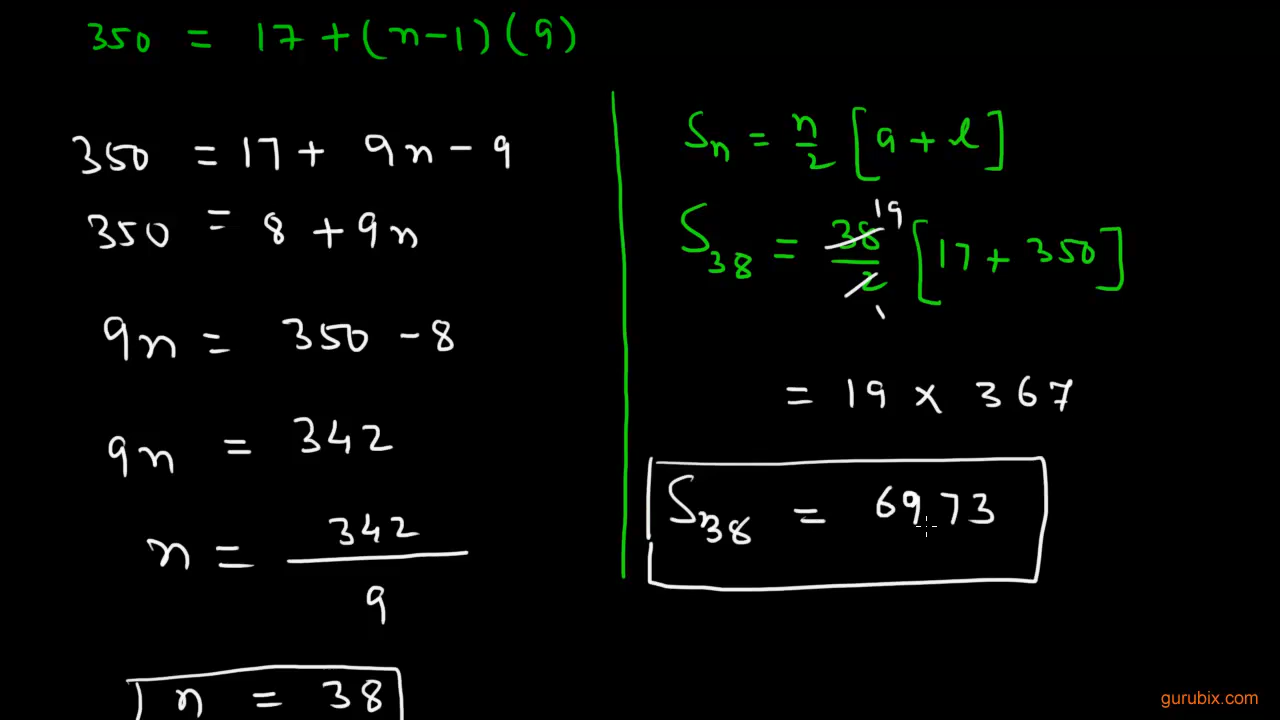 350 = 17 + (n-1) (9)
350 = 17 + 9n - 9
350 = 8 + 9n
9n = 350 - 8
9n = 342
n = 342/9
n = 38
Sn = n/2 [a + l]
19
S38 = 38/2 [17 + 350]
1
= 19 × 367
S38 = 6973
gurubix.com